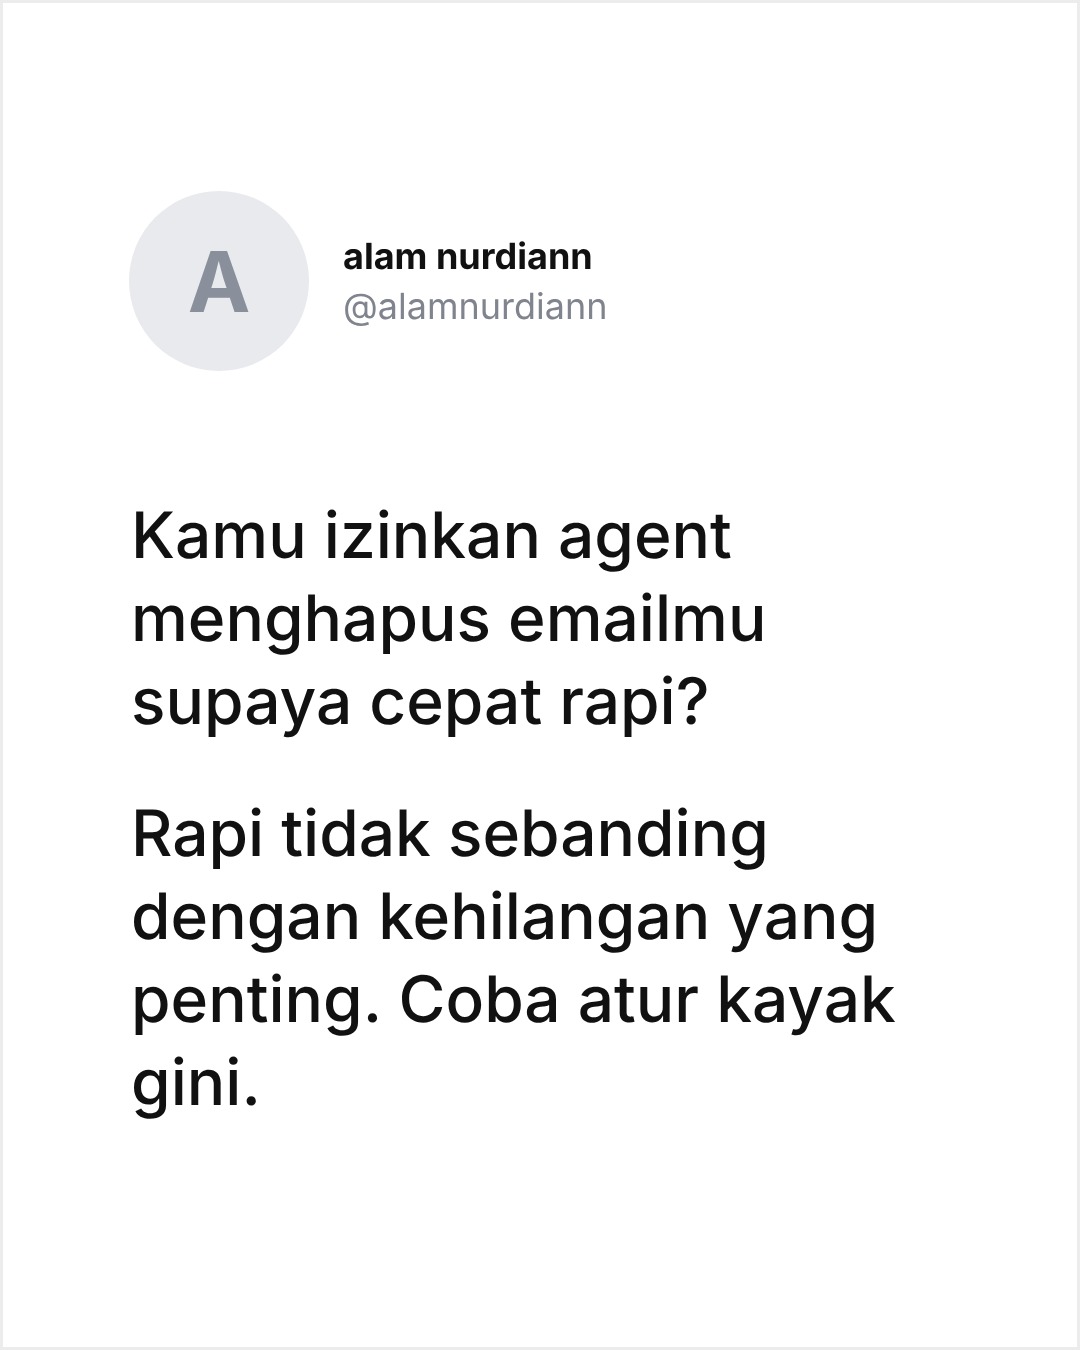 A
alam nurdiann
@alamnurdiann
Kamu izinkan agent
menghapus emailmu
supaya cepat rapi?
Rapi tidak sebanding
dengan kehilangan yang
penting. Coba atur kayak
gini.